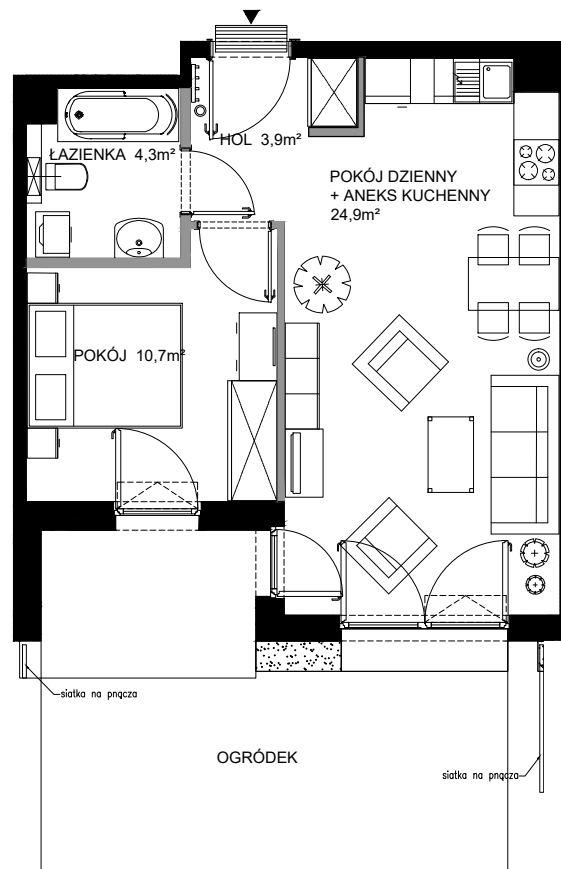 HOL 3,9m²
ŁAZIENKA 4,3m²
POKÓJ DZIENNY
+ ANEKS KUCHENNY
24,9m²
POKÓJ 10,7m²
siatka na pnącza
OGRÓDEK
siatka na pnącza